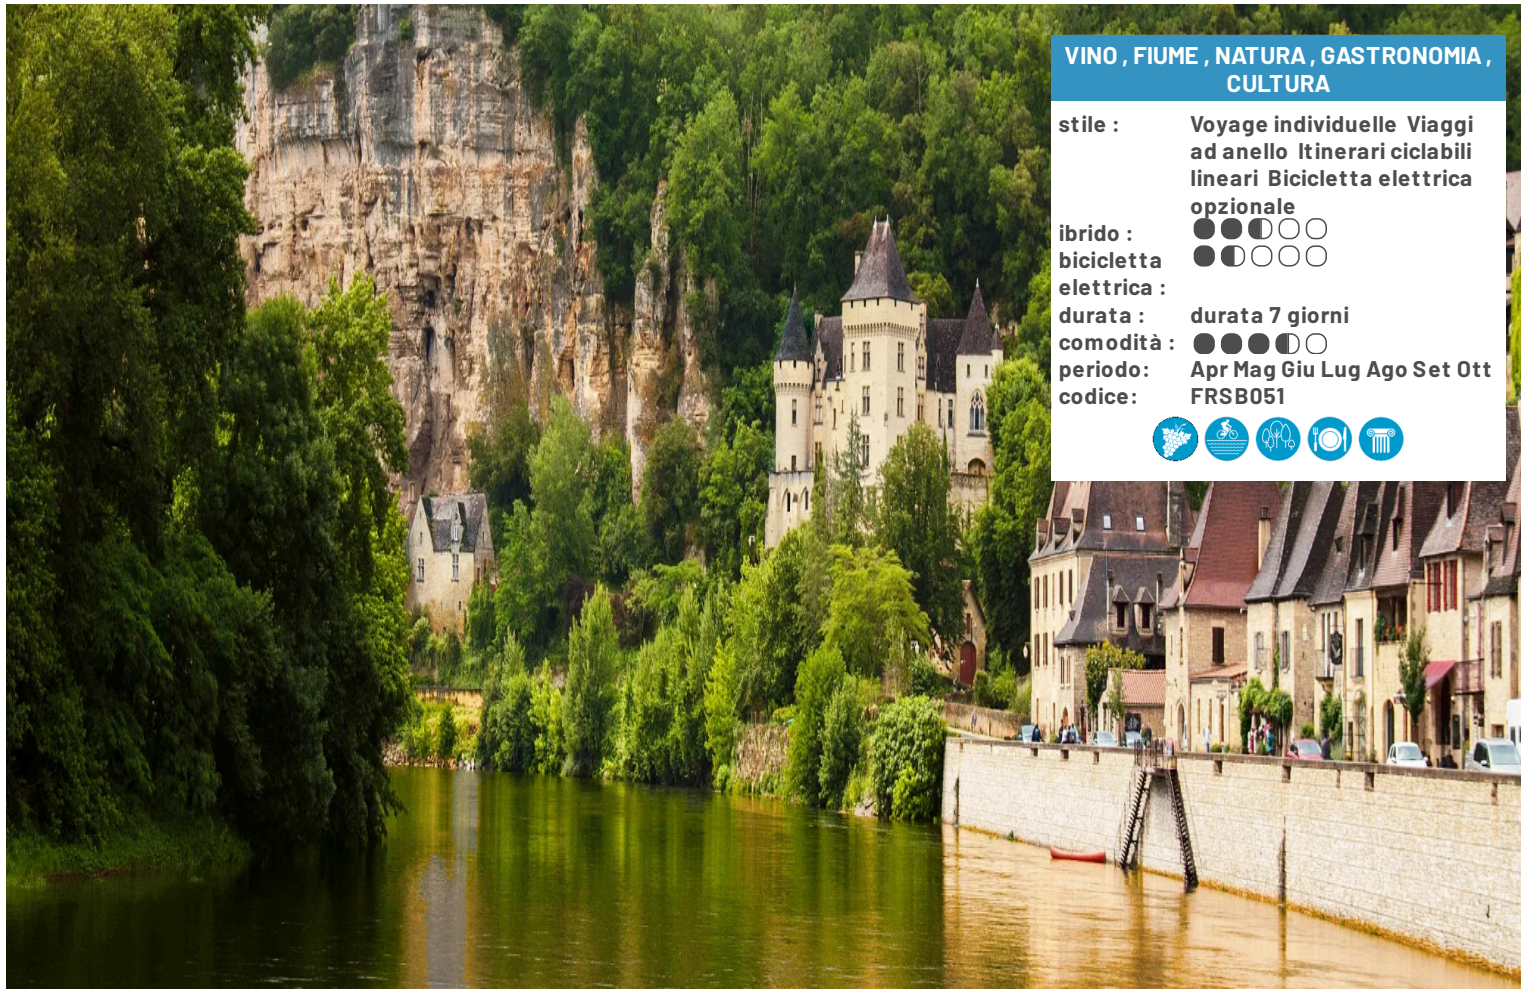 VINO , FIUME , NATURA , GASTRONOMIA ,
CULTURA
stile : Voyage individuelle Viaggi
ad anello Itinerari ciclabili
lineari Bicicletta elettrica
opzionale
ibrido :
bicicletta
elettrica :
durata : durata 7 giorni
comodità :
periodo: Apr Mag Giu Lug Ago Set Ott
codice: FRSB051